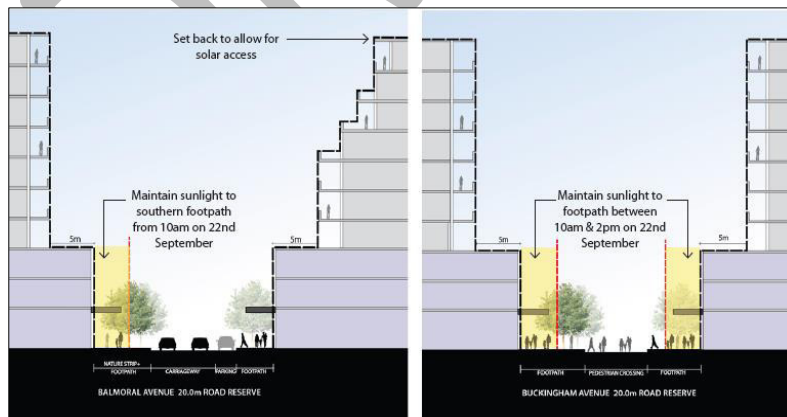 Set back to allow for
solar access
Maintain sunlight to
southern footpath
from 10am on 22nd
September
5m
5m
NATURE STRIP+
FOOTPATH
CARRIAGEWAY
PARKING
FOOTPATH
BALMORAL AVENUE 20.0m ROAD RESERVE
Maintain sunlight to
footpath between
10am & 2pm on 22nd
September
5m
5m
FOOTPATH
PEDESTRIAN CROSSING
FOOTPATH
BUCKINGHAM AVENUE 20.0m ROAD RESERVE